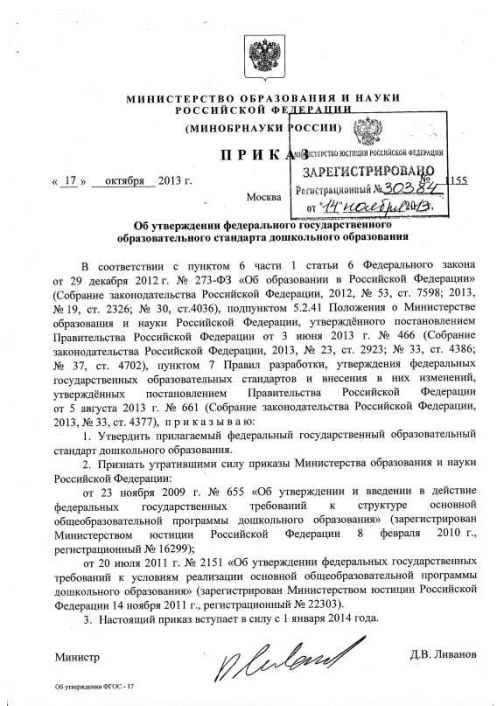 МИНИСТЕРСТВО ОБРАЗОВАНИЯ И НАУКИ
РОССИЙСКОЙ ФЕДЕРАЦИИ
(МИНОБРНАУКИ РОССИИ)
ПРИКАЗ
МИНИСТЕРСТВО ЮСТИЦИИ РОССИЙСКОЙ ФЕДЕРАЦИИ
ЗАРЕГИСТРИРОВАНО
Регистрационный № 30384
от "14" ноября 2013.
« 17 » октября 2013 г.
№ 1155
Москва
Об утверждении федерального государственного
образовательного стандарта дошкольного образования
В соответствии с пунктом 6 части 1 статьи 6 Федерального закона
от 29 декабря 2012 г. № 273-ФЗ «Об образовании в Российской Федерации»
(Собрание законодательства Российской Федерации, 2012, № 53, ст. 7598; 2013,
№ 19, ст. 2326; № 30, ст.4036), подпунктом 5.2.41 Положения о Министерстве
образования и науки Российской Федерации, утверждённого постановлением
Правительства Российской Федерации от 3 июня 2013 г. № 466 (Собрание
законодательства Российской Федерации, 2013, № 23, ст. 2923; № 33, ст. 4386;
№ 37, ст. 4702), пунктом 7 Правил разработки, утверждения федеральных
государственных образовательных стандартов и внесения в них изменений,
утверждённых постановлением Правительства Российской Федерации
от 5 августа 2013 г. № 661 (Собрание законодательства Российской Федерации,
2013, № 33, ст. 4377), п р и к а з ы в а ю:
1. Утвердить прилагаемый федеральный государственный образовательный
стандарт дошкольного образования.
2. Признать утратившими силу приказы Министерства образования и науки
Российской Федерации:
от 23 ноября 2009 г. № 655 «Об утверждении и введении в действие
федеральных государственных требований к структуре основной
общеобразовательной программы дошкольного образования» (зарегистрирован
Министерством юстиции Российской Федерации 8 февраля 2010 г.,
регистрационный № 16299);
от 20 июля 2011 г. № 2151 «Об утверждении федеральных государственных
требований к условиям реализации основной общеобразовательной программы
дошкольного образования» (зарегистрирован Министерством юстиции Российской
Федерации 14 ноября 2011 г., регистрационный № 22303).
3. Настоящий приказ вступает в силу с 1 января 2014 года.
Министр
Д.В. Ливанов
Об утверждении ФГОС - 17